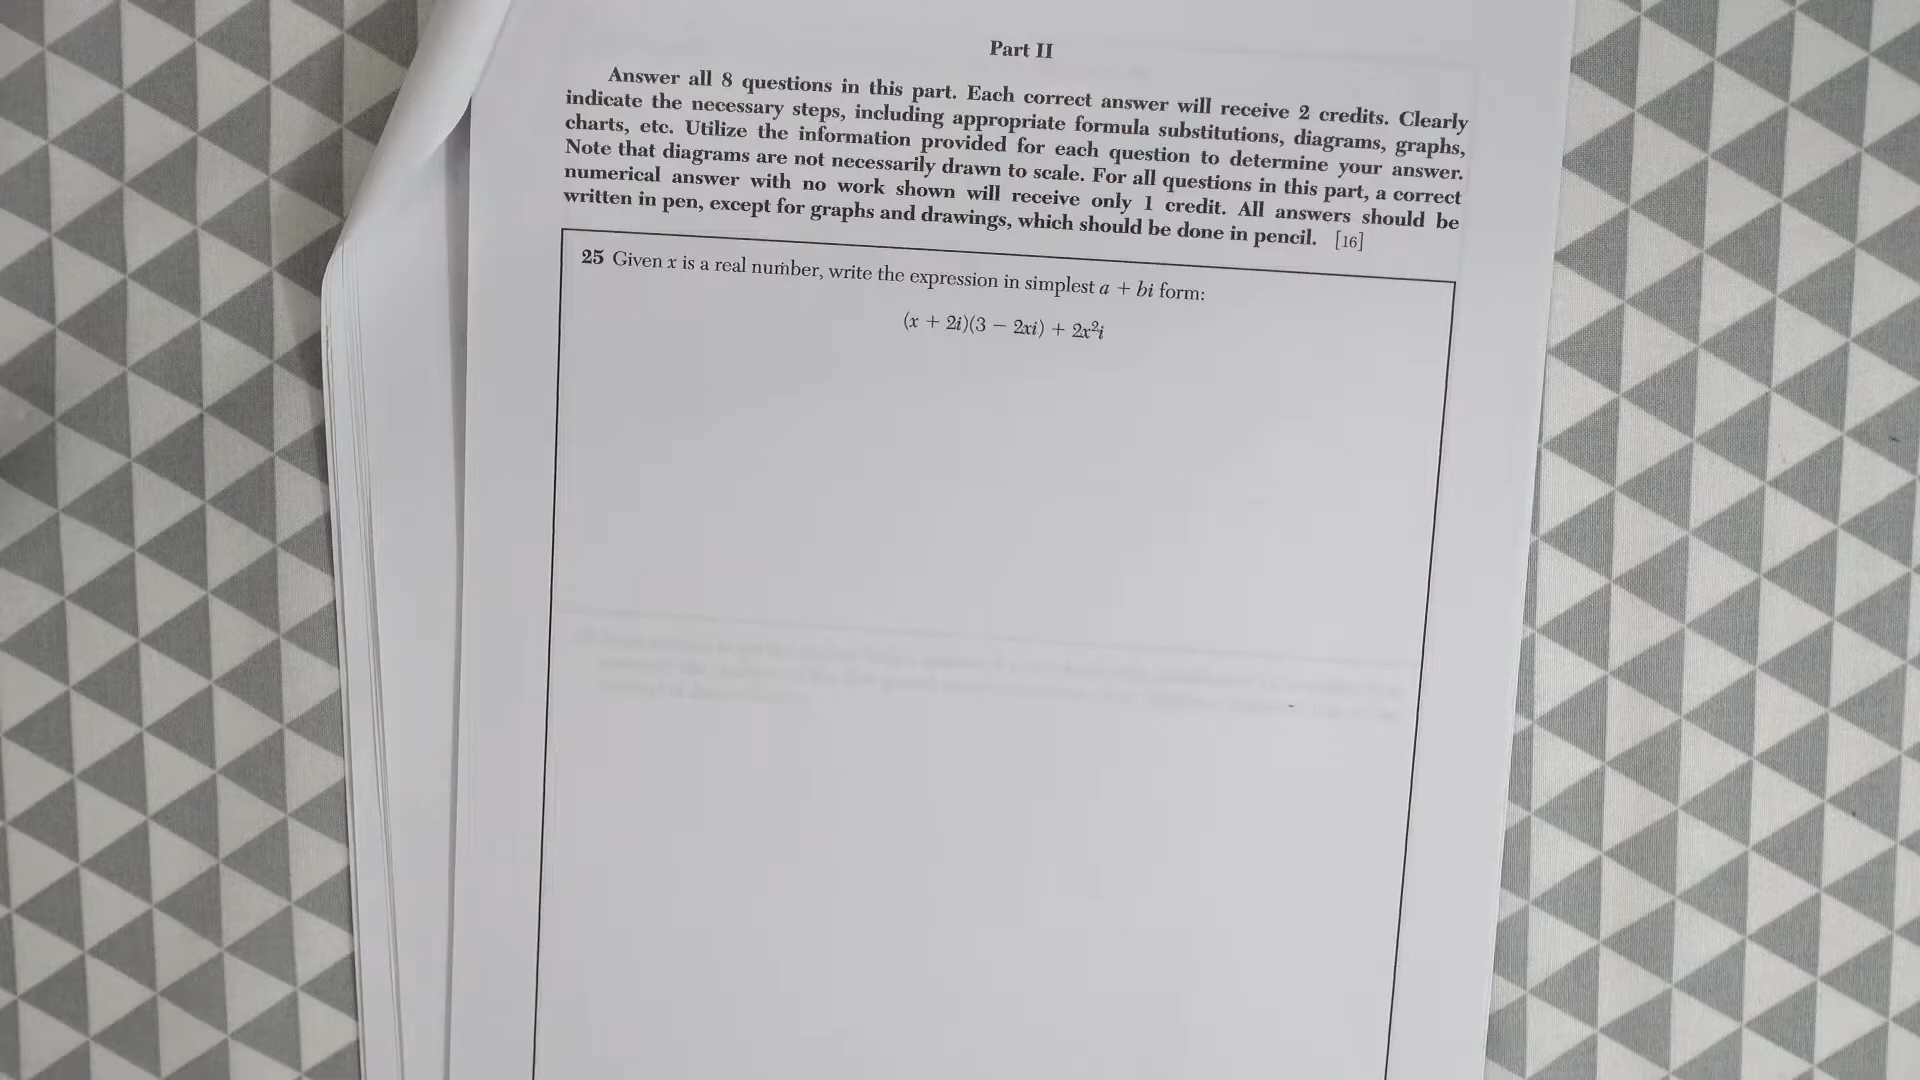 Part II
Answer all 8 questions in this part. Each correct answer will receive 2 credits. Clearly
indicate the necessary steps, including appropriate formula substitutions, diagrams, graphs,
charts, etc. Utilize the information provided for each question to determine your answer.
Note that diagrams are not necessarily drawn to scale. For all questions in this part, a correct
numerical answer with no work shown will receive only 1 credit. All answers should be
written in pen, except for graphs and drawings, which should be done in pencil. [16]
25 Given x is a real number, write the expression in simplest a + bi form:
(x + 2i)(3 − 2xi) + 2x²i